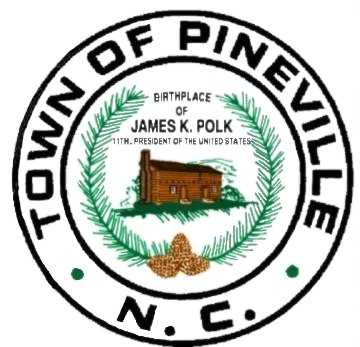 TOWN OF PINEVILLE
BIRTHPLACE
OF
JAMES K. POLK
11TH. PRESIDENT OF THE UNITED STATES
N. C.